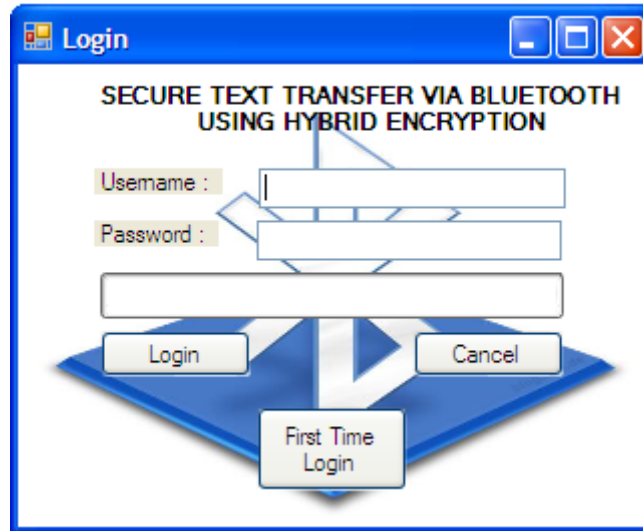 Login
SECURE TEXT TRANSFER VIA BLUETOOTH
USING HYBRID ENCRYPTION
Username :
Password :
Login Cancel
First Time
Login